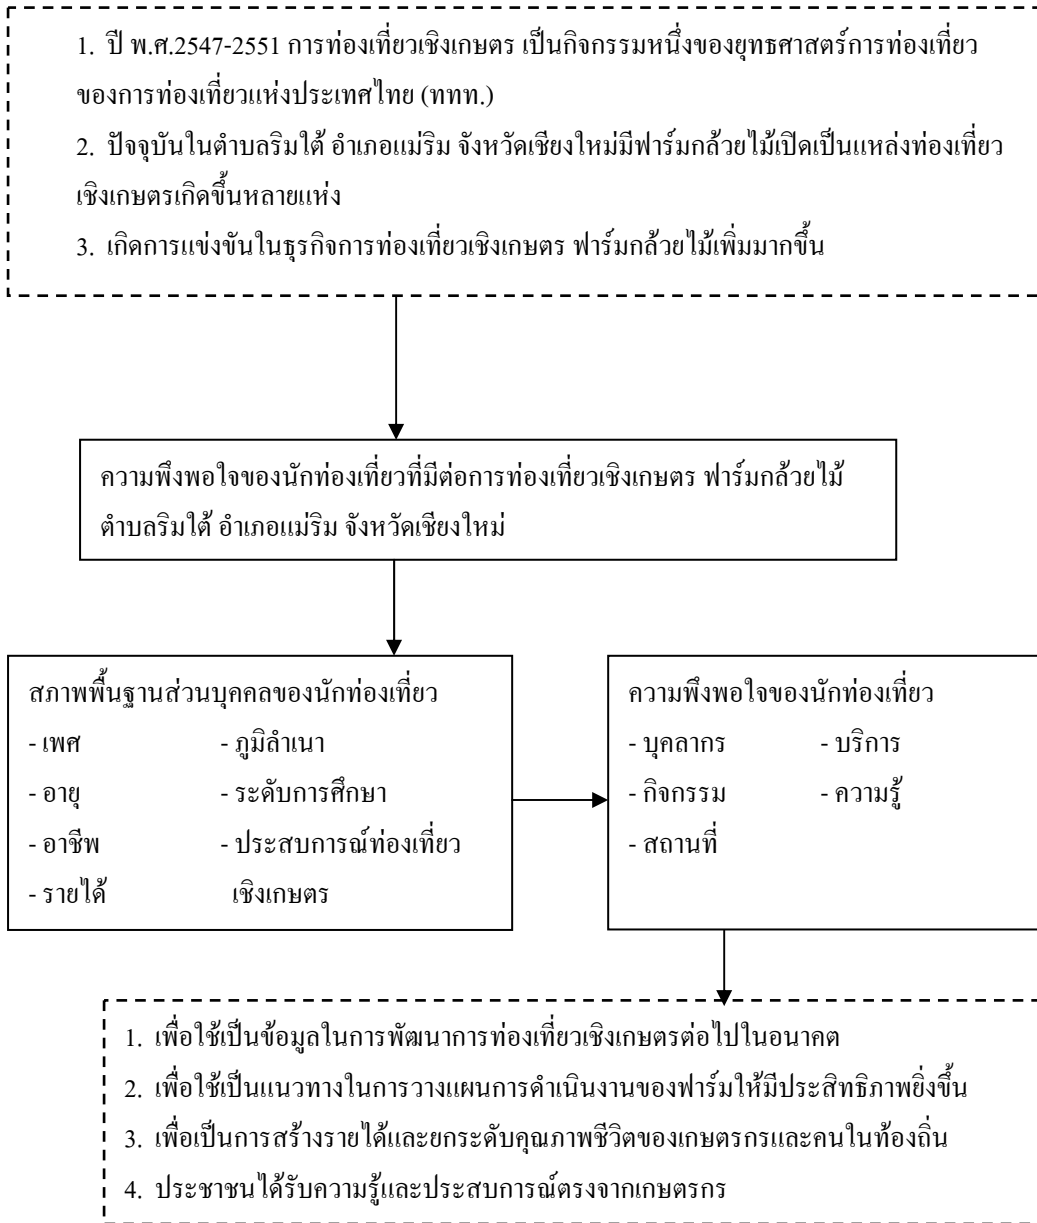 1. ปี พ.ศ.2547-2551 การท่องเที่ยวเชิงเกษตร เป็นกิจกรรมหนึ่งของยุทธศาสตร์การท่องเที่ยว
ของการท่องเที่ยวแห่งประเทศไทย (ททท.)
2. ปัจจุบันในตำบลริมใต้ อำเภอแม่ริม จังหวัดเชียงใหม่มีฟาร์มกล้วยไม้เปิดเป็นแหล่งท่องเที่ยว
เชิงเกษตรเกิดขึ้นหลายแห่ง
3. เกิดการแข่งขันในธุรกิจการท่องเที่ยวเชิงเกษตร ฟาร์มกล้วยไม้เพิ่มมากขึ้น
ความพึงพอใจของนักท่องเที่ยวที่มีต่อการท่องเที่ยวเชิงเกษตร ฟาร์มกล้วยไม้
ตำบลริมใต้ อำเภอแม่ริม จังหวัดเชียงใหม่
สภาพพื้นฐานส่วนบุคคลของนักท่องเที่ยว
- เพศ - ภูมิลำเนา
- อายุ - ระดับการศึกษา
- อาชีพ - ประสบการณ์ท่องเที่ยว
- รายได้ เชิงเกษตร
ความพึงพอใจของนักท่องเที่ยว
- บุคลากร - บริการ
- กิจกรรม - ความรู้
- สถานที่
1. เพื่อใช้เป็นข้อมูลในการพัฒนาการท่องเที่ยวเชิงเกษตรต่อไปในอนาคต
2. เพื่อใช้เป็นแนวทางในการวางแผนการดำเนินงานของฟาร์มให้มีประสิทธิภาพยิ่งขึ้น
3. เพื่อเป็นการสร้างรายได้และยกระดับคุณภาพชีวิตของเกษตรกรและคนในท้องถิ่น
4. ประชาชนได้รับความรู้และประสบการณ์ตรงจากเกษตรกร